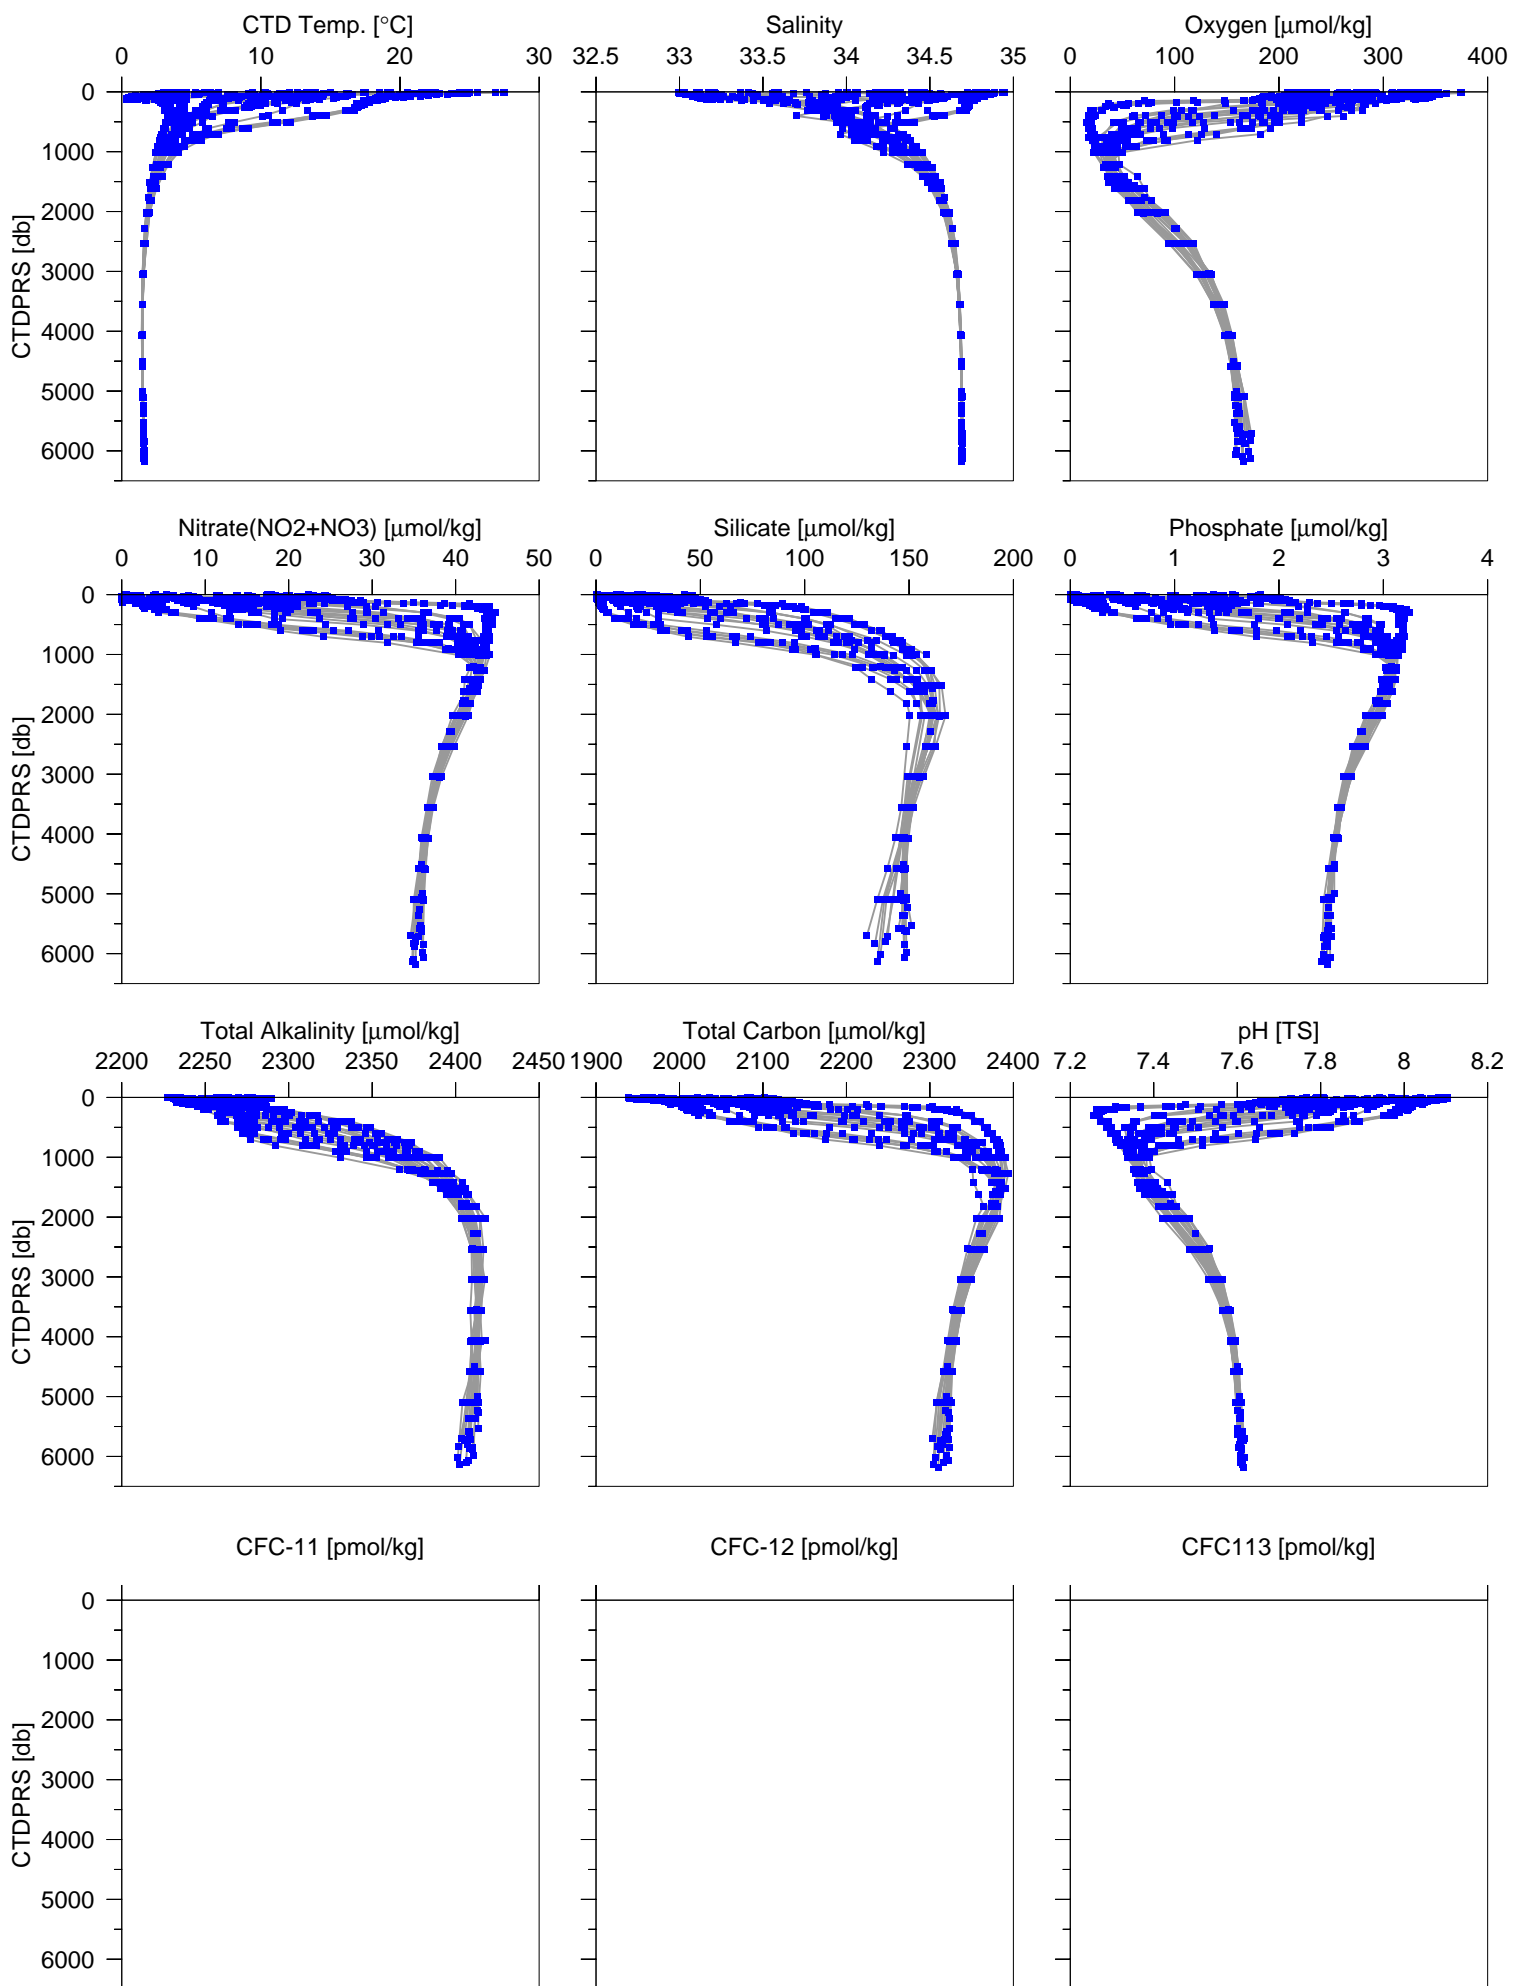 CTD Temp. [°C] Salinity Oxygen [μmol/kg]
0 10 20 30 32.5 33 33.5 34 34.5 35 0 100 200 300 400
0
1000
2000
3000
4000
5000
6000
CTDPRS [db]
Nitrate(NO2+NO3) [μmol/kg] Silicate [μmol/kg] Phosphate [μmol/kg]
0 10 20 30 40 50 0 50 100 150 200 0 1 2 3 4
0
1000
2000
3000
4000
5000
6000
CTDPRS [db]
Total Alkalinity [μmol/kg] Total Carbon [μmol/kg] pH [TS]
2200 2250 2300 2350 2400 2450 1900 2000 2100 2200 2300 2400 7.2 7.4 7.6 7.8 8 8.2
0
1000
2000
3000
4000
5000
6000
CTDPRS [db]
CFC-11 [pmol/kg] CFC-12 [pmol/kg] CFC113 [pmol/kg]
0
1000
2000
3000
4000
5000
6000
CTDPRS [db]